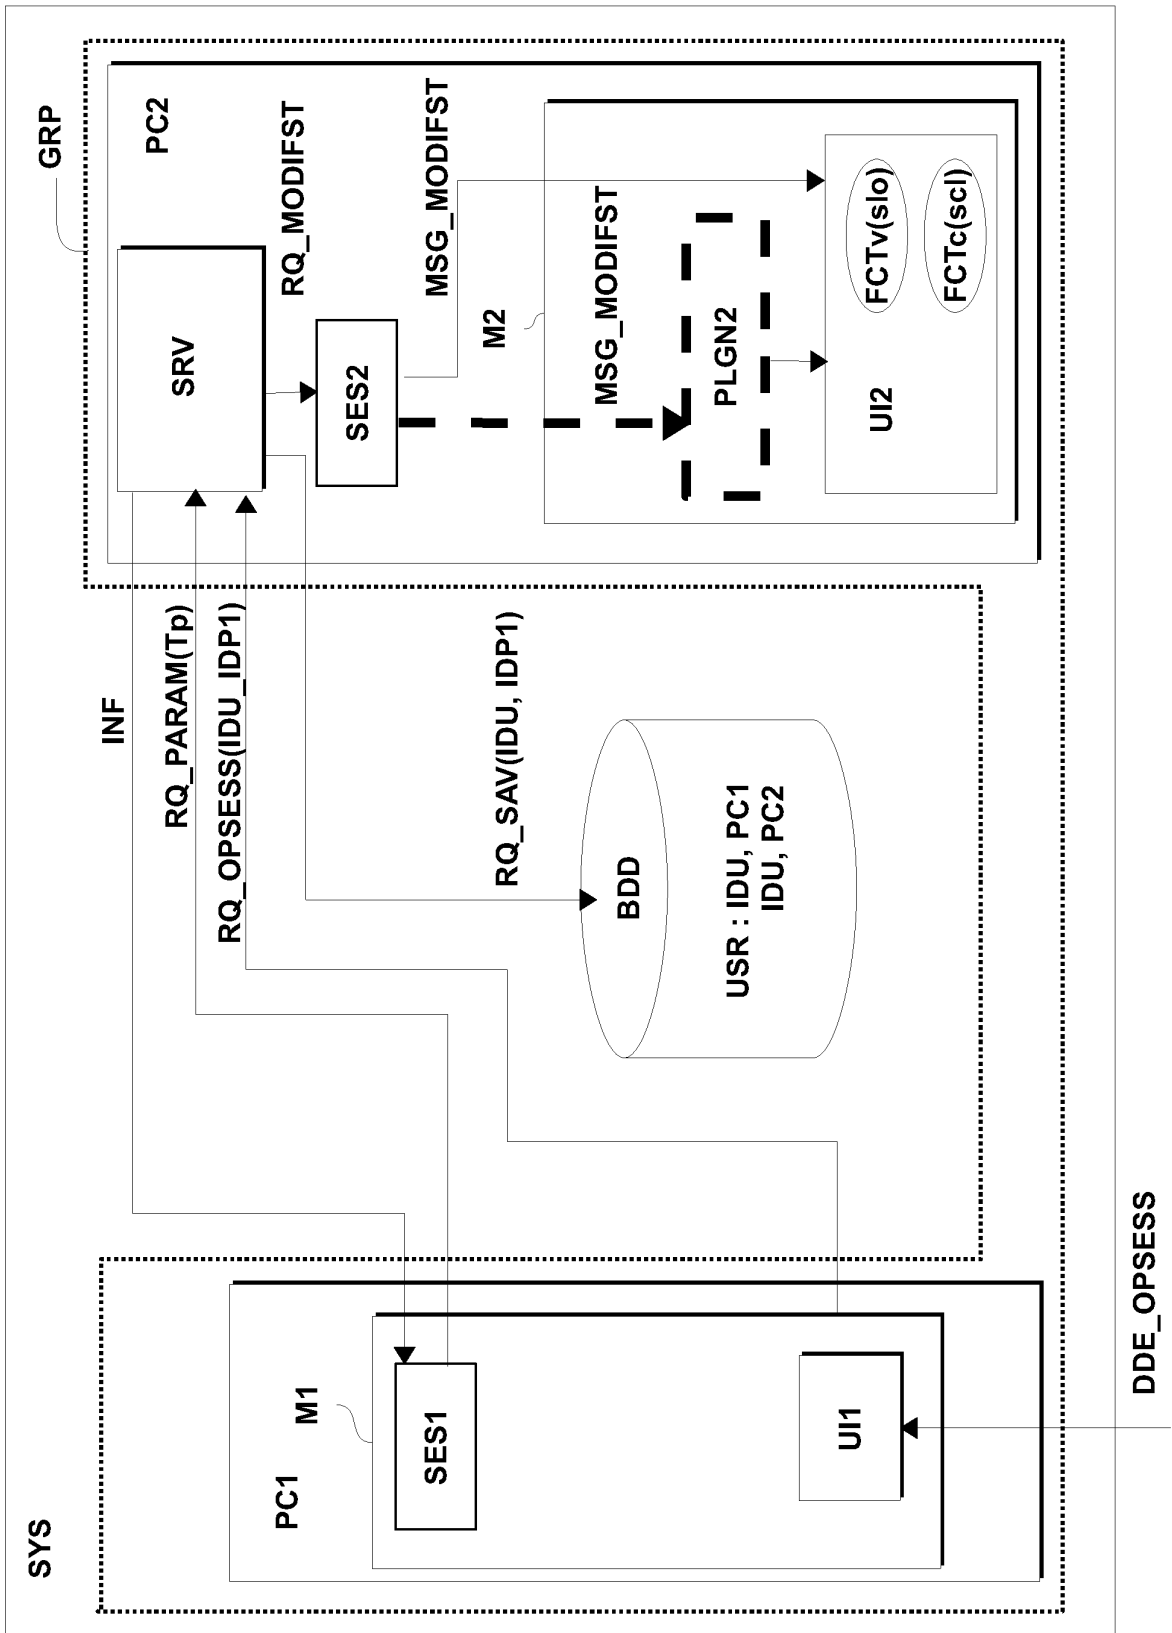 SYS
GRP
PC1
M1
SES1
UI1
DDE_OPSESS
INF
RQ_PARAM(Tp)
RQ_OPSESS(IDU_IDP1)
RQ_SAV(IDU, IDP1)
BDD
USR : IDU, PC1
IDU, PC2
PC2
SRV
RQ_MODIFST
SES2
MSG_MODIFST
M2
MSG_MODIFST
PLGN2
UI2
FCTv(slo)
FCTc(scl)